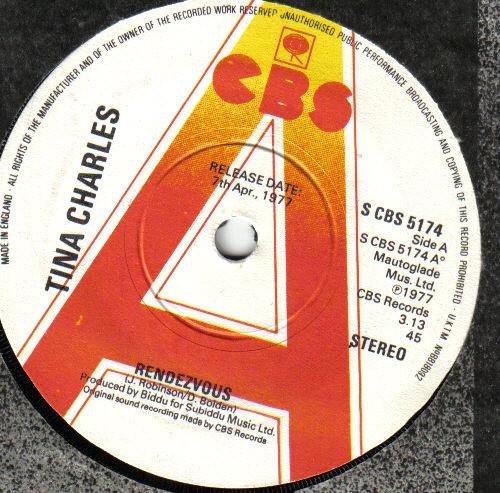 MADE IN ENGLAND · ALL RIGHTS OF THE MANUFACTURER AND OF THE OWNER OF THE RECORDED WORK RESERVED UNAUTHORISED PUBLIC PERFORMANCE BROADCASTING AND COPYING OF THIS RECORD PROHIBITED ·
CBS
TINA CHARLES
RELEASE DATE:
7th Apr., 1977
S CBS 5174
Side A
S CBS 5174 A°
Mautoglade
Mus. Ltd.
℗1977
CBS Records
3.13
45
STEREO
RENDEZVOUS
(J. Robinson/D. Bolden)
Produced by Biddu for Subiddu Music Ltd.
Original sound recording made by CBS Records